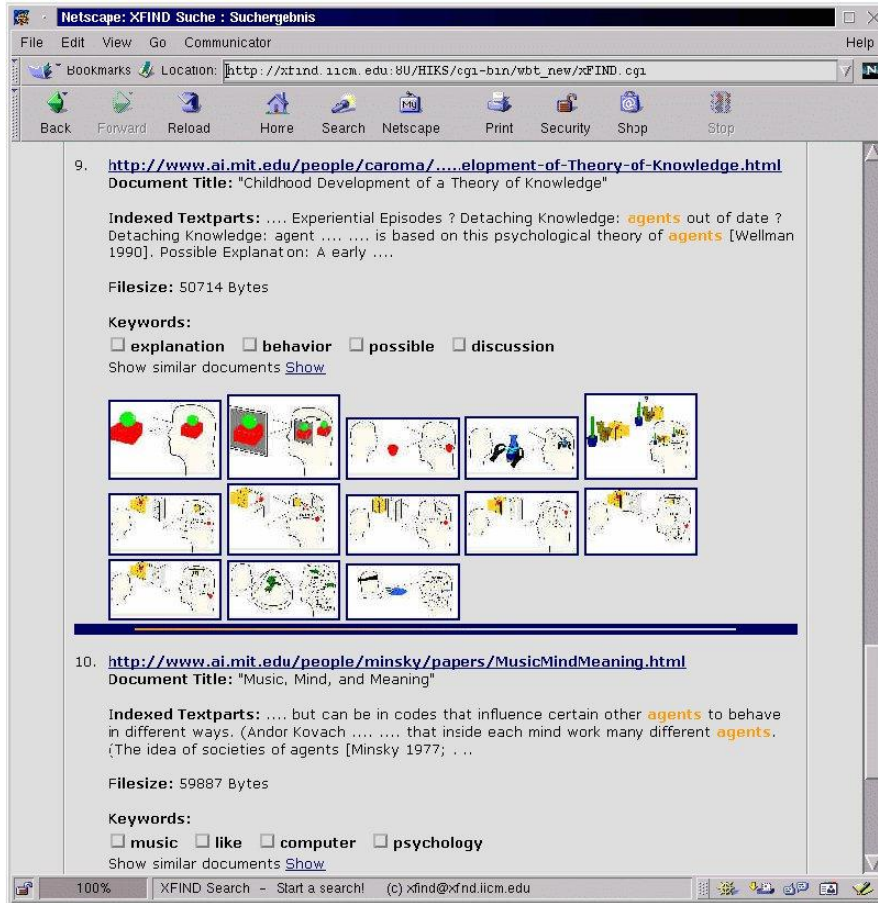 Netscape: XFIND Suche : Suchergebnis
File Edit View Go Communicator Help
Bookmarks Location: http://xfind.iicm.edu:80/HIKS/cgi-bin/wbt_new/xFIND.cgi
My
Back Forward Reload Home Search Netscape Print Security Shop Stop
9. http://www.ai.mit.edu/people/caroma/.....elopment-of-Theory-of-Knowledge.html
Document Title: "Childhood Development of a Theory of Knowledge"
Indexed Textparts: .... Experiential Episodes ? Detaching Knowledge: agents out of date ?
Detaching Knowledge: agent .... .... is based on this psychological theory of agents [Wellman
1990]. Possible Explanation: A early ....
Filesize: 50714 Bytes
Keywords:
explanation behavior possible discussion
Show similar documents Show
10. http://www.ai.mit.edu/people/minsky/papers/MusicMindMeaning.html
Document Title: "Music, Mind, and Meaning"
Indexed Textparts: .... but can be in codes that influence certain other agents to behave
in different ways. (Andor Kovach .... .... that inside each mind work many different agents.
(The idea of societies of agents [Minsky 1977; ....
Filesize: 59887 Bytes
Keywords:
music like computer psychology
Show similar documents Show
100% XFIND Search - Start a search! (c) xfind@xfind.iicm.edu